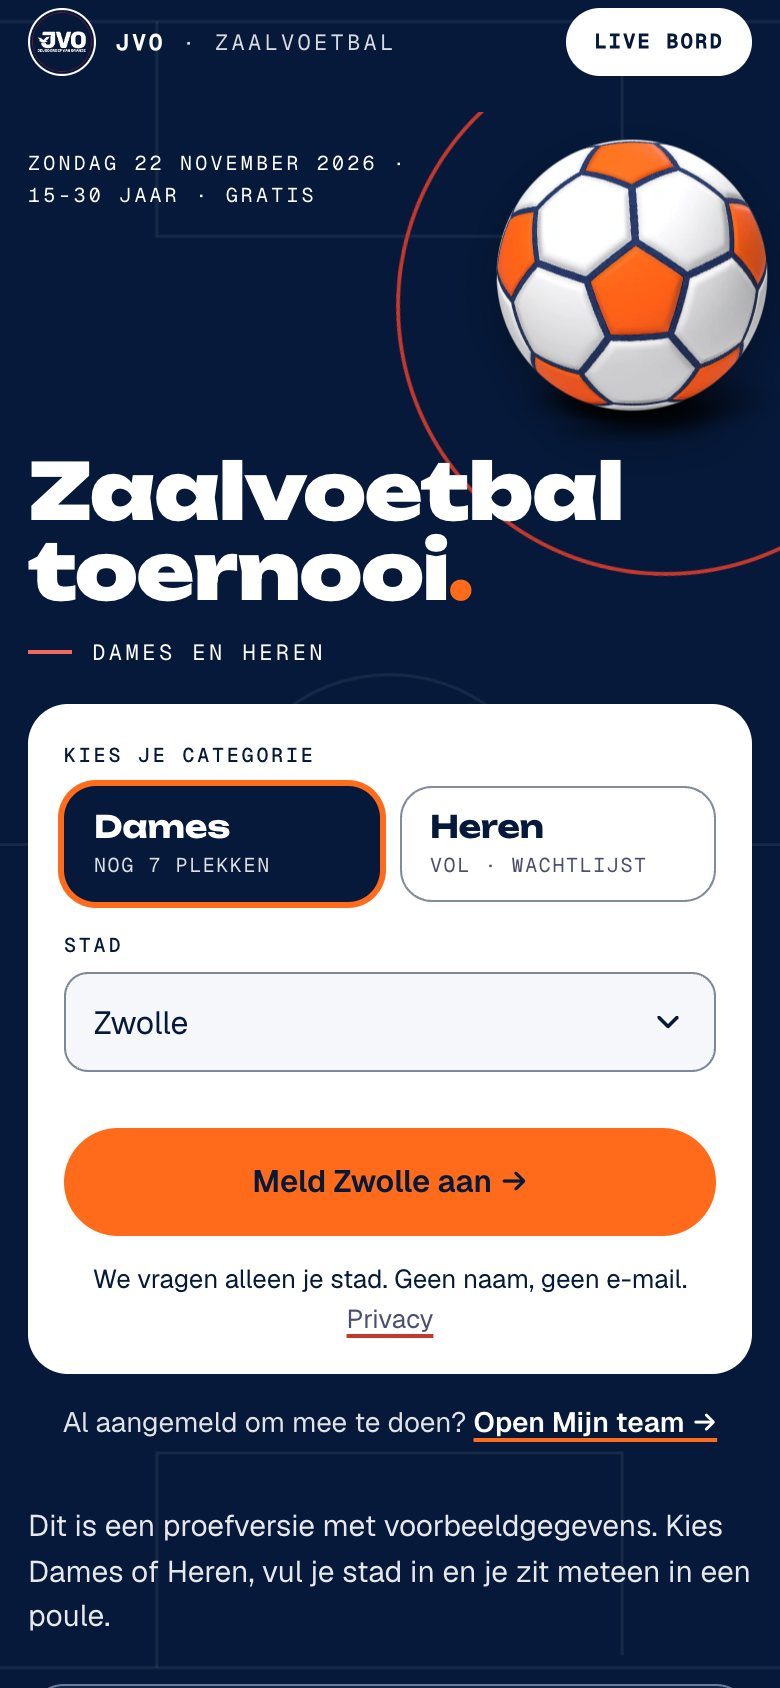 JVO
JVO · ZAALVOETBAL
LIVE BORD
ZONDAG 22 NOVEMBER 2026 ·
15-30 JAAR · GRATIS
Zaalvoetbal
toernooi.
DAMES EN HEREN
KIES JE CATEGORIE
Dames
NOG 7 PLEKKEN
Heren
VOL · WACHTLIJST
STAD
Zwolle
Meld Zwolle aan →
We vragen alleen je stad. Geen naam, geen e-mail.
Privacy
Al aangemeld om mee te doen? Open Mijn team →
Dit is een proefversie met voorbeeldgegevens. Kies
Dames of Heren, vul je stad in en je zit meteen in een
poule.